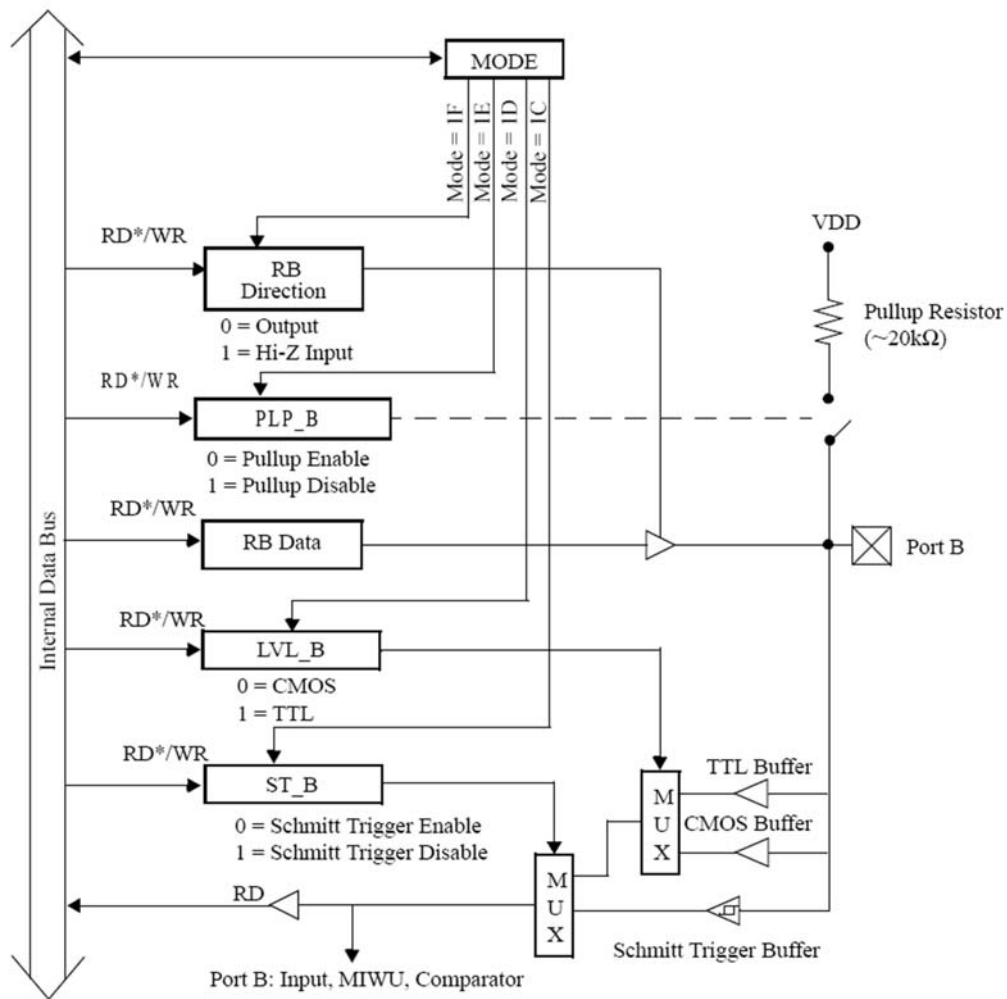 MODE
Mode = 1F
Mode = 1E
Mode = 1D
Mode = 1C
Internal Data Bus
RD*/WR
RB
Direction
0 = Output
1 = Hi-Z Input
VDD
Pullup Resistor
(~20kΩ)
RD*/WR
PLP_B
0 = Pullup Enable
1 = Pullup Disable
RD*/WR
RB Data
Port B
RD*/WR
LVL_B
0 = CMOS
1 = TTL
RD*/WR
ST_B
0 = Schmitt Trigger Enable
1 = Schmitt Trigger Disable
M
U
X
TTL Buffer
CMOS Buffer
M
U
X
Schmitt Trigger Buffer
RD
Port B: Input, MIWU, Comparator